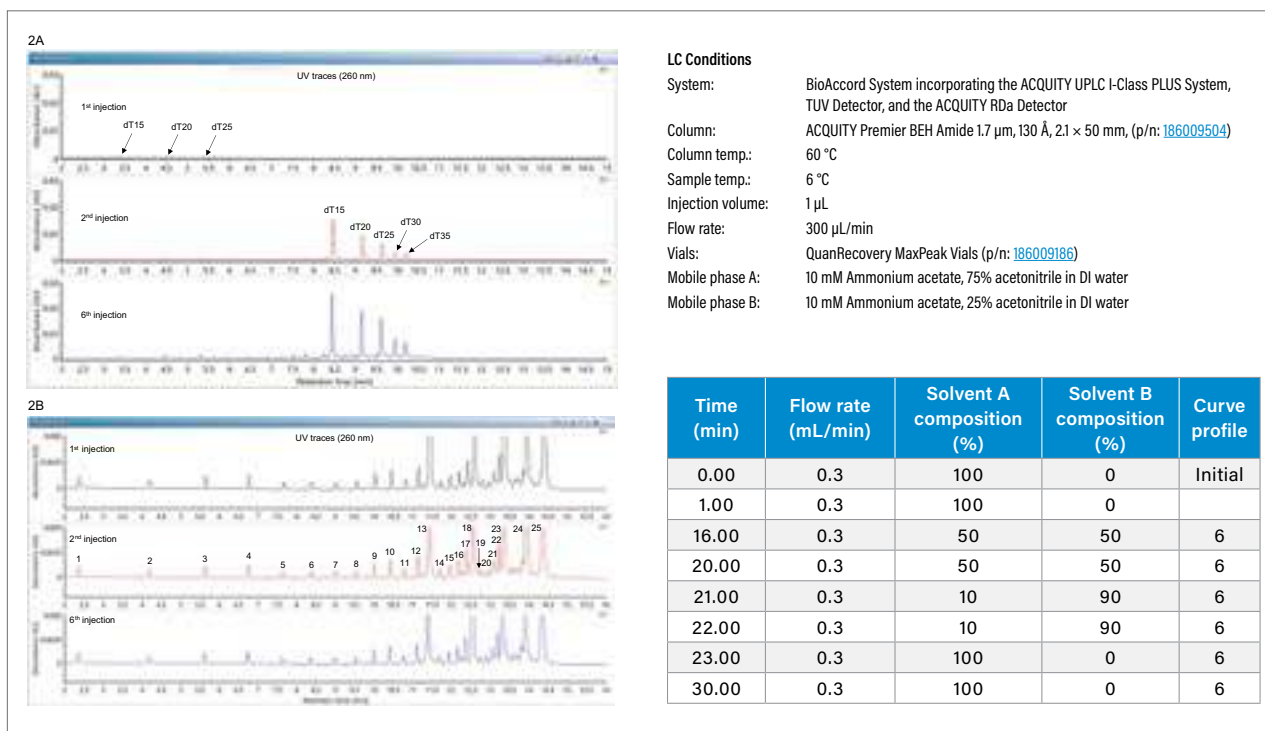 2A
UV traces (260 nm)
1st injection
dT15
dT20
dT25
2nd injection
dT15
dT20
dT25
dT30
dT35
6th injection
2B
UV traces (260 nm)
1st injection
2nd injection
1 2 3 4 5 6 7 8 9 10 11 12 13 14 15 16 17 18 19 20 21 22 23 24 25
6th injection
LC Conditions
System: BioAccord System incorporating the ACQUITY UPLC I-Class PLUS System,
TUV Detector, and the ACQUITY RDa Detector
Column: ACQUITY Premier BEH Amide 1.7 µm, 130 Å, 2.1 × 50 mm, (p/n: 186009504)
Column temp.: 60 °C
Sample temp.: 6 °C
Injection volume: 1 µL
Flow rate: 300 µL/min
Vials: QuanRecovery MaxPeak Vials (p/n: 186009186)
Mobile phase A: 10 mM Ammonium acetate, 75% acetonitrile in DI water
Mobile phase B: 10 mM Ammonium acetate, 25% acetonitrile in DI water
Time (min) Flow rate (mL/min) Solvent A composition (%) Solvent B composition (%) Curve profile
0.00 0.3 100 0 Initial
1.00 0.3 100 0
16.00 0.3 50 50 6
20.00 0.3 50 50 6
21.00 0.3 10 90 6
22.00 0.3 10 90 6
23.00 0.3 100 0 6
30.00 0.3 100 0 6